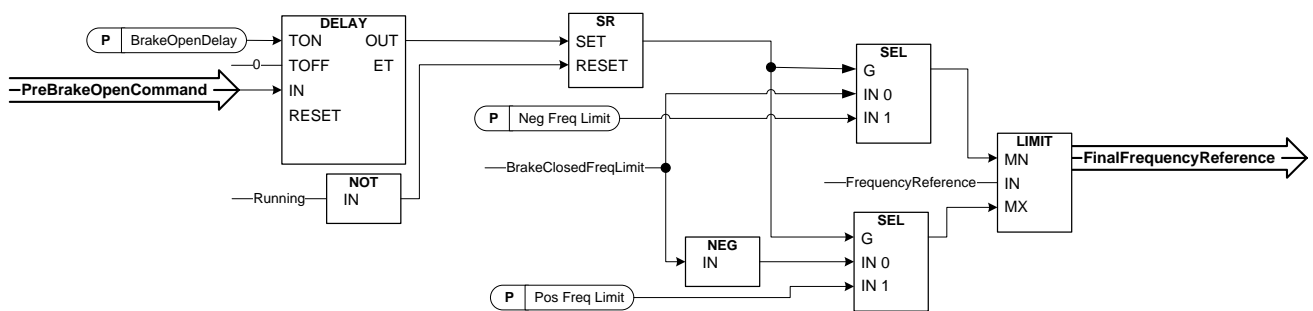 DELAY
P BrakeOpenDelay
TON OUT
0 TOFF ET
PreBrakeOpenCommand
IN
RESET
SR
SET
RESET
SEL
G
IN 0
IN 1
P Neg Freq Limit
BrakeClosedFreqLimit
LIMIT
MN
IN
MX
FinalFrequencyReference
FrequencyReference
Running
NOT
IN
NEG
IN
SEL
G
IN 0
IN 1
P Pos Freq Limit